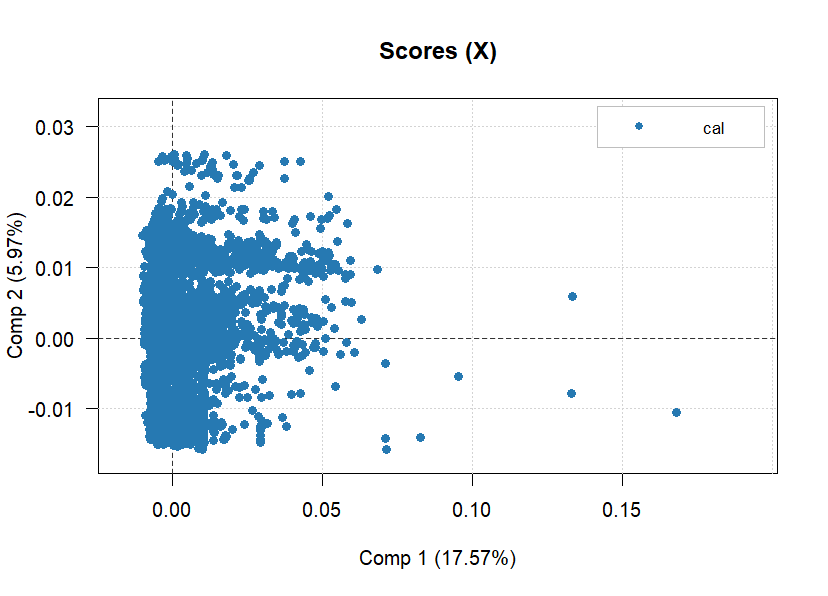 Scores (X)
cal
0.03
0.02
0.01
0.00
-0.01
Comp 2 (5.97%)
0.00 0.05 0.10 0.15
Comp 1 (17.57%)